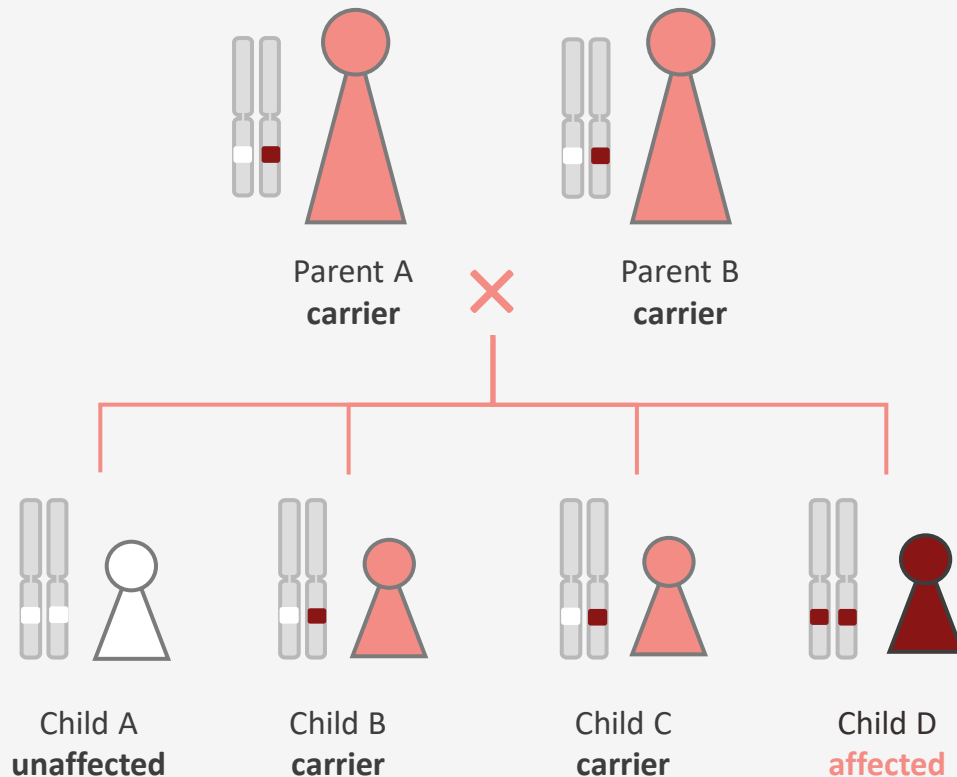 Parent A
carrier
Parent B
carrier
Child A
unaffected
Child B
carrier
Child C
carrier
Child D
affected